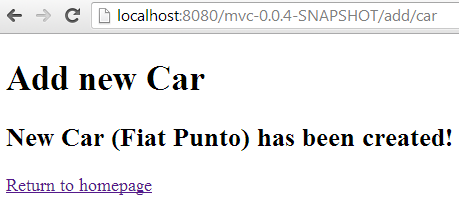 localhost:8080/mvc-0.0.4-SNAPSHOT/add/car
Add new Car
New Car (Fiat Punto) has been created!
Return to homepage